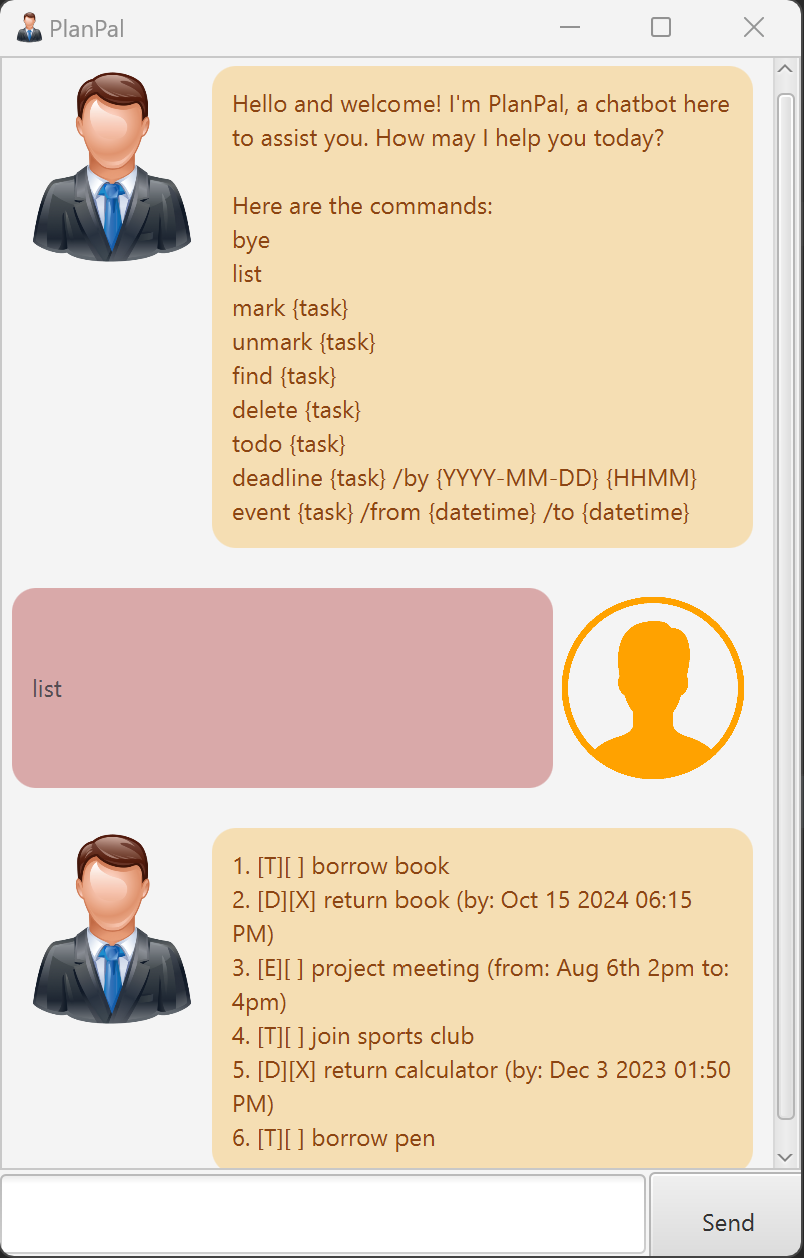 PlanPal
Hello and welcome! I'm PlanPal, a chatbot here
to assist you. How may I help you today?
Here are the commands:
bye
list
mark {task}
unmark {task}
find {task}
delete {task}
todo {task}
deadline {task} /by {YYYY-MM-DD} {HHMM}
event {task} /from {datetime} /to {datetime}
list
1. [T][ ] borrow book
2. [D][X] return book (by: Oct 15 2024 06:15
PM)
3. [E][ ] project meeting (from: Aug 6th 2pm to:
4pm)
4. [T][ ] join sports club
5. [D][X] return calculator (by: Dec 3 2023 01:50
PM)
6. [T][ ] borrow pen
Send